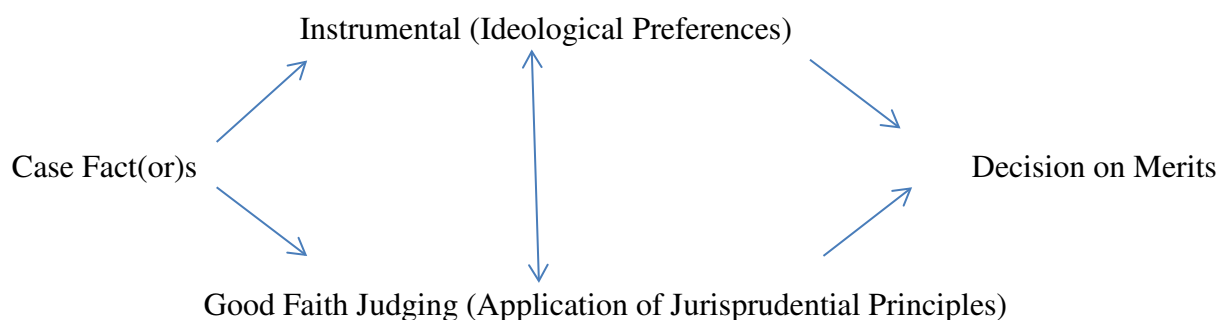 Instrumental (Ideological Preferences)
Case Fact(or)s
Decision on Merits
Good Faith Judging (Application of Jurisprudential Principles)